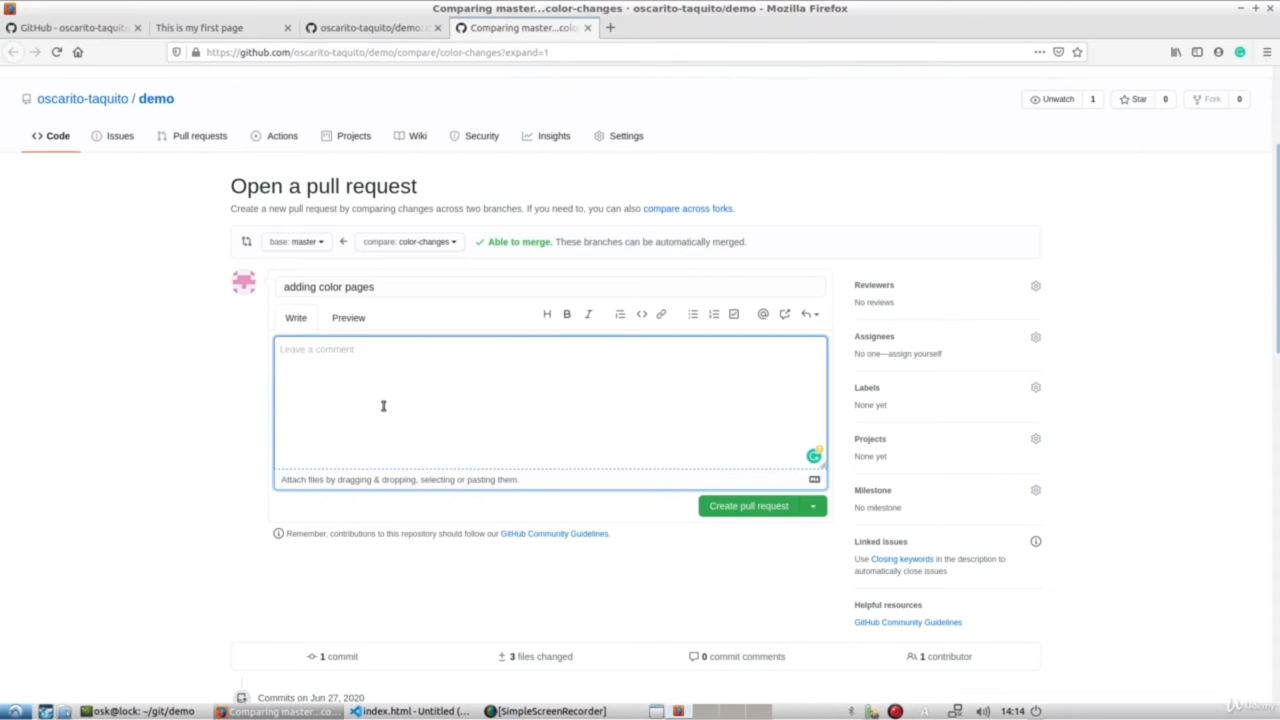 Comparing master...color-changes · oscarito-taquito/demo - Mozilla Firefox
GitHub - oscarito-taquit
This is my first page
oscarito-taquito/demo:
Comparing master...colo
https://github.com/oscarito-taquito/demo/compare/color-changes?expand=1
oscarito-taquito / demo
Unwatch 1
Star 0
Fork 0
Code
Issues
Pull requests
Actions
Projects
Wiki
Security
Insights
Settings
Open a pull request
Create a new pull request by comparing changes across two branches. If you need to, you can also compare across forks.
base: master
compare: color-changes
Able to merge. These branches can be automatically merged.
adding color pages
Write
Preview
Leave a comment
Attach files by dragging & dropping, selecting or pasting them.
Create pull request
Remember, contributions to this repository should follow our GitHub Community Guidelines.
Reviewers
No reviews
Assignees
No one—assign yourself
Labels
None yet
Projects
None yet
Milestone
No milestone
Linked issues
Use Closing keywords in the description to
automatically close issues
Helpful resources
GitHub Community Guidelines
1 commit
3 files changed
0 commit comments
1 contributor
Commits on Jun 27, 2020
osk@lock: ~/git/demo
Comparing master...co...
index.html - Untitled (...
[SimpleScreenRecorder]
14:14
Udemy